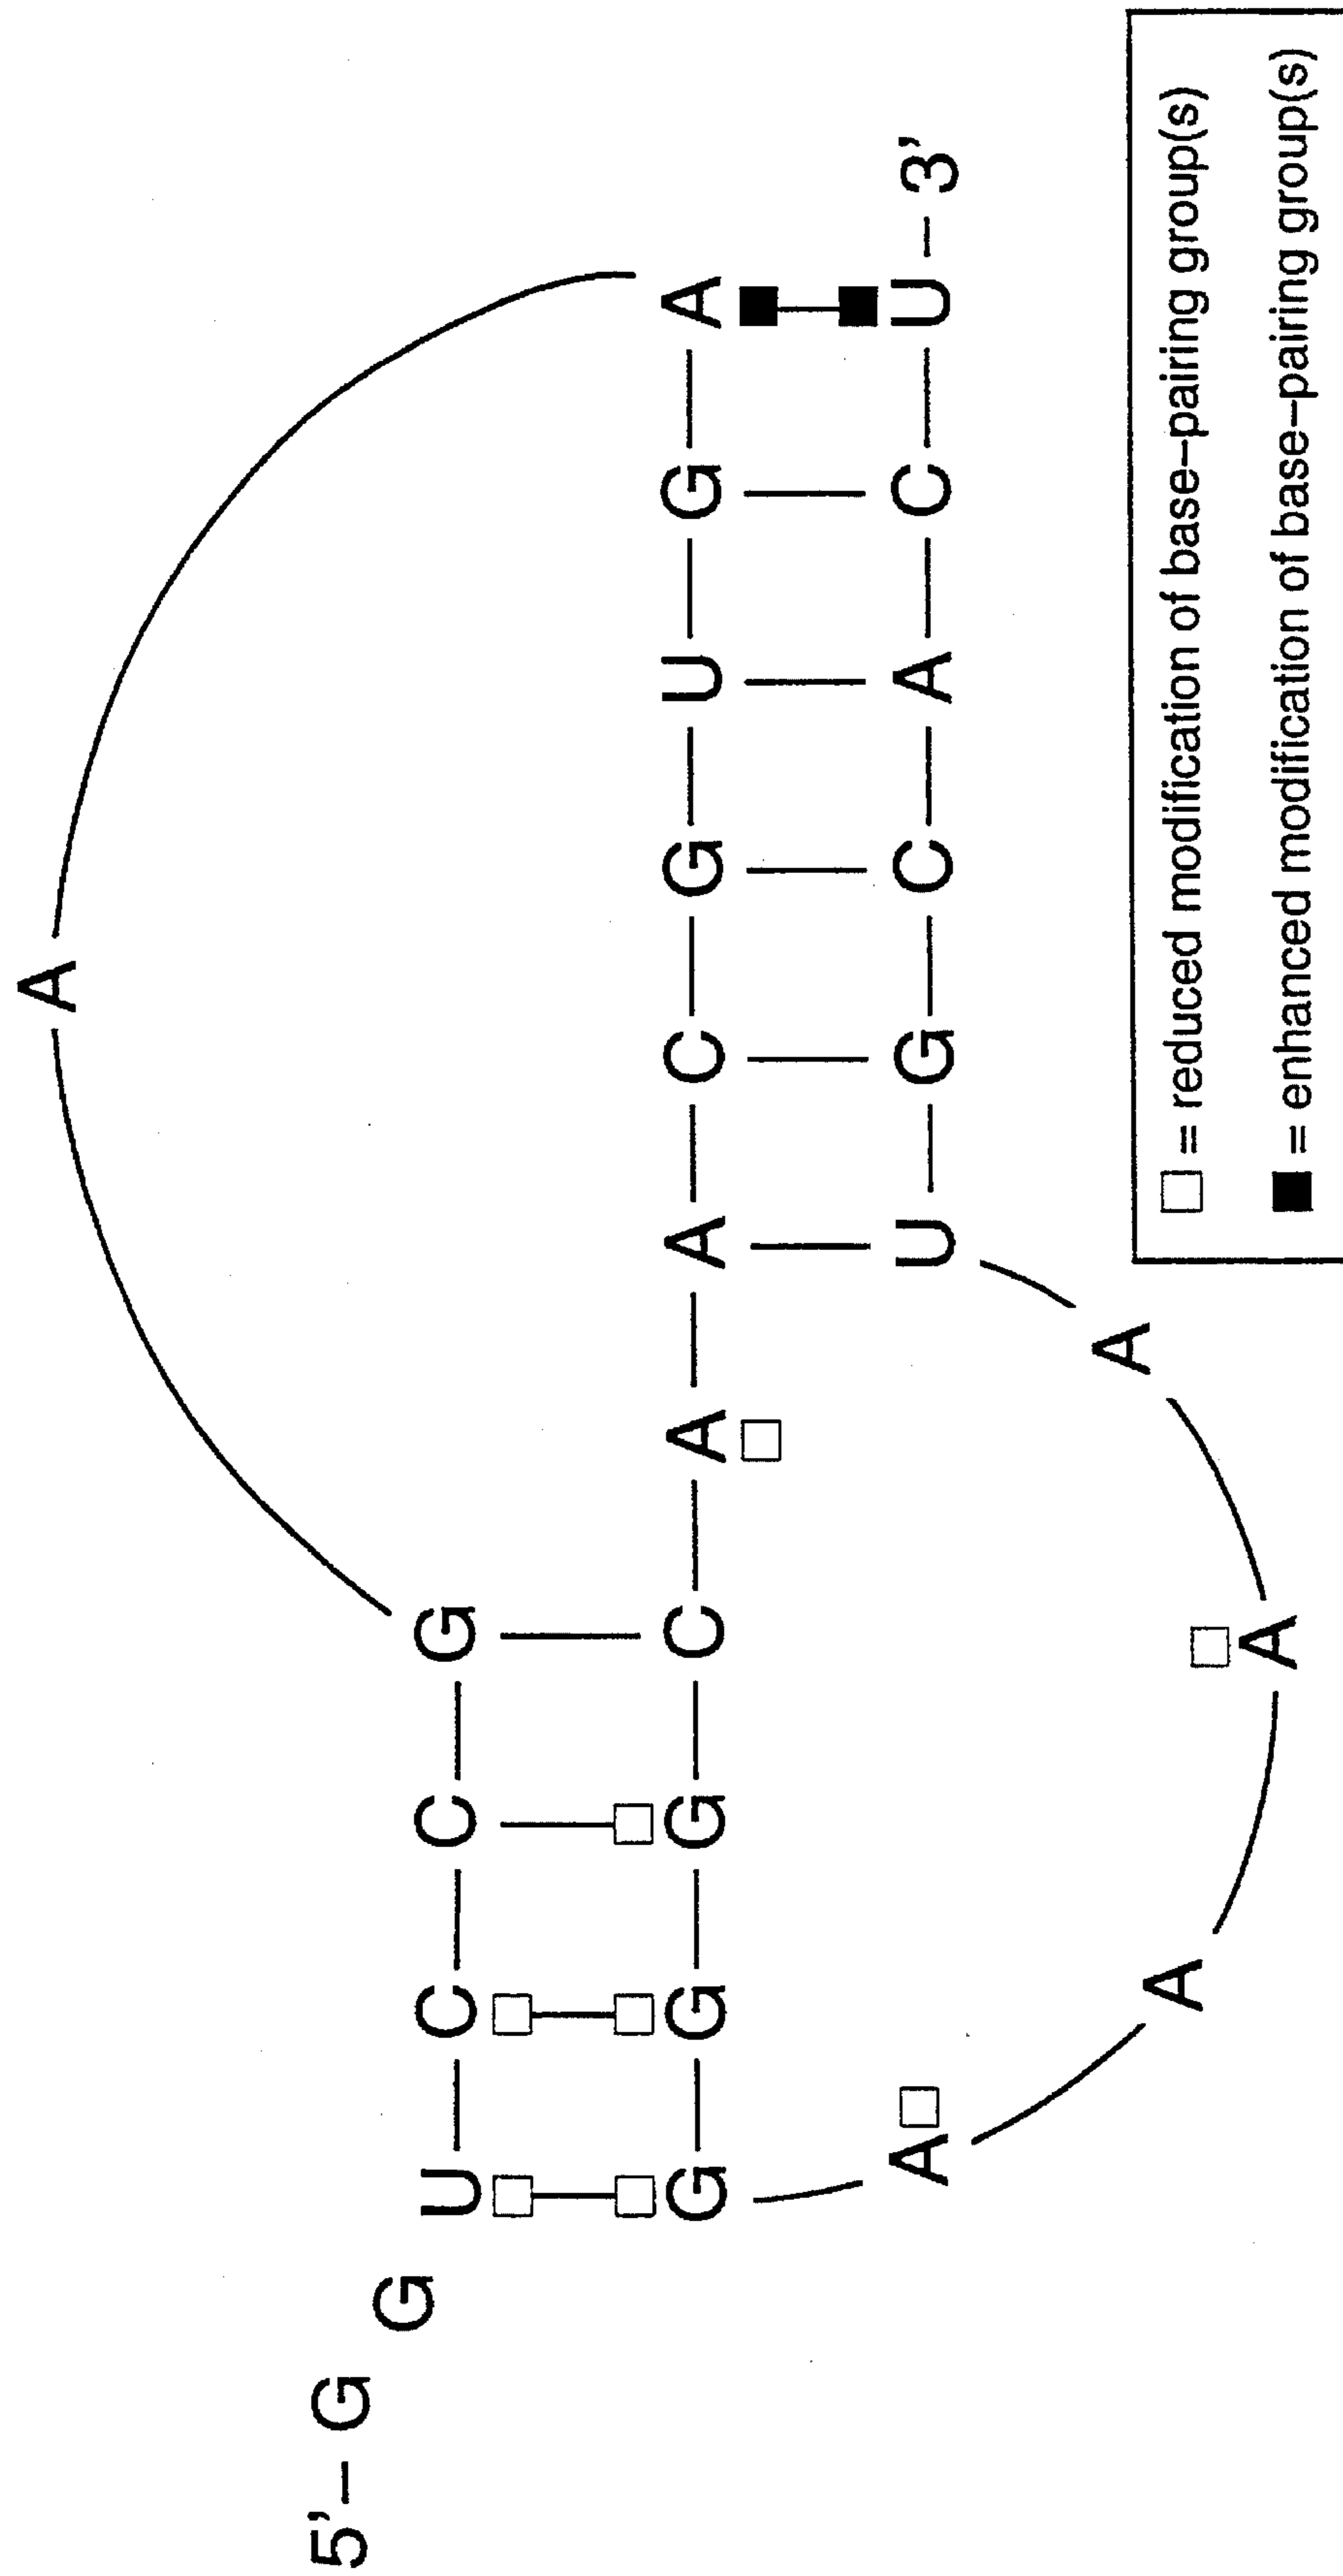 A
5'– G
G
U – C – C – G
G – G – G – C – A – A – C – G – U – G – A
A U – G – C – A – C – C – U – 3'
A
A
A
□ = reduced modification of base–pairing group(s)
■ = enhanced modification of base–pairing group(s)